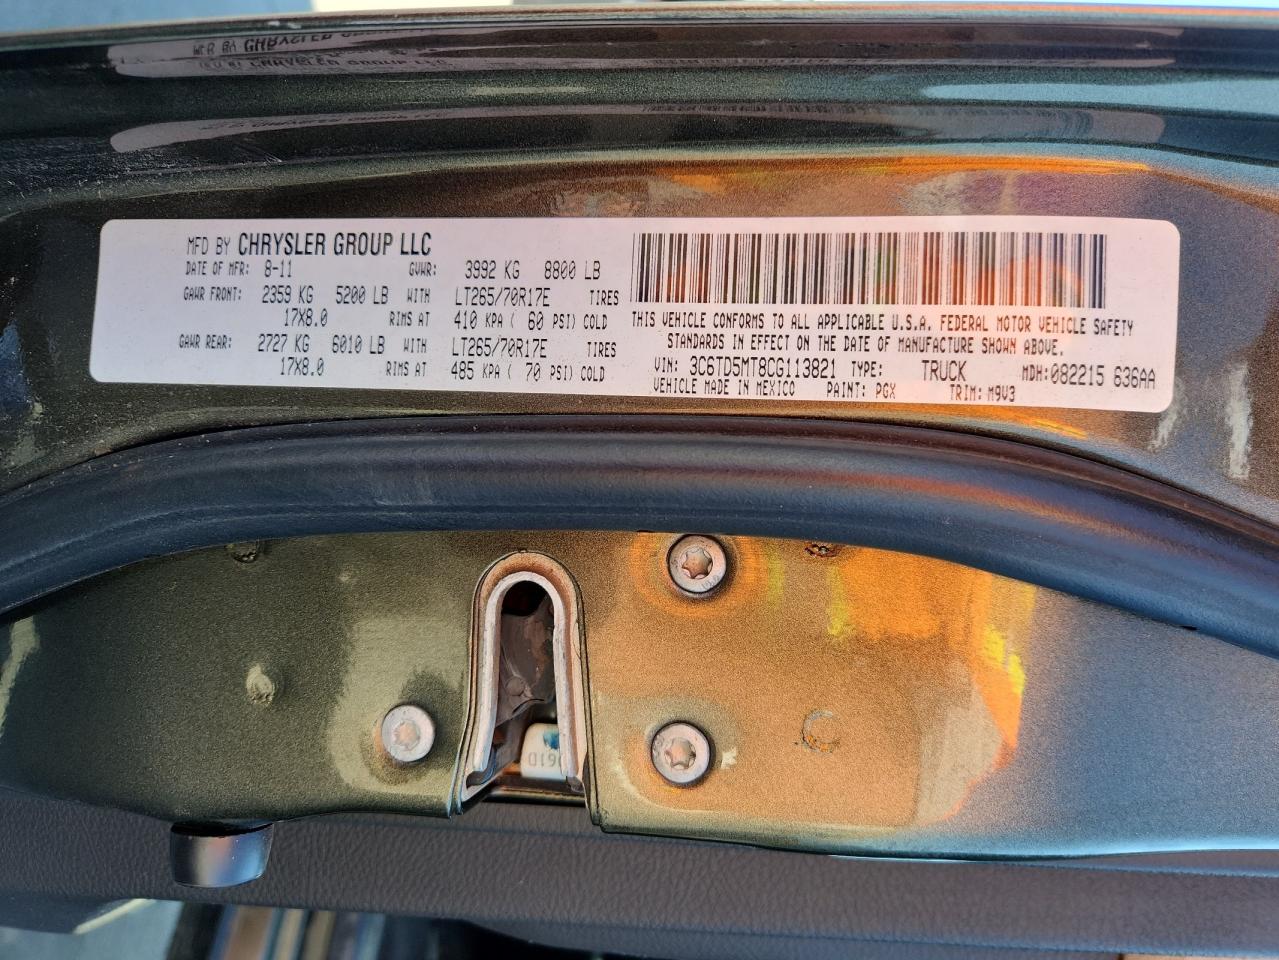 MFD BY CHRYSLER GROUP LLC
DATE OF MFR: 8-11 GVWR: 3992 KG 8800 LB
GAWR FRONT: 2359 KG 5200 LB WITH LT265/70R17E TIRES
17X8.0 RIMS AT 410 KPA ( 60 PSI) COLD
GAWR REAR: 2727 KG 6010 LB WITH LT265/70R17E TIRES
17X8.0 RIMS AT 485 KPA ( 70 PSI) COLD
THIS VEHICLE CONFORMS TO ALL APPLICABLE U.S.A. FEDERAL MOTOR VEHICLE SAFETY
STANDARDS IN EFFECT ON THE DATE OF MANUFACTURE SHOWN ABOVE.
VIN: 3C6TD5MT8CG113821 TYPE: TRUCK MDH:082215 636AA
VEHICLE MADE IN MEXICO PAINT: PGX TRIM: M9V3